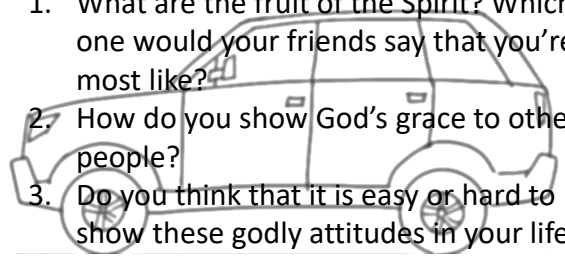 1. What are the fruit of the Spirit? Which
one would your friends say that you're
most like?
2. How do you show God's grace to othe
people?
3. Do you think that it is easy or hard to
show these godly attitudes in your life